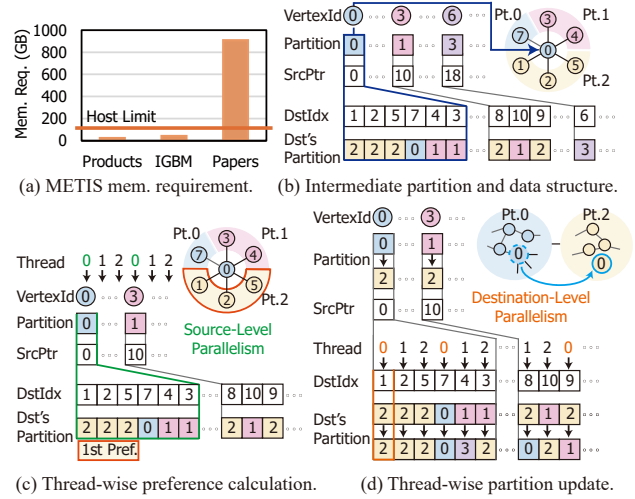 Mem. Req. (GB)
1000
800
600
400
200
0
Host Limit
Products IGBM Papers
(a) METIS mem. requirement.
VertexId 0 ··· 3 ··· 6 ···
Partition 0 1 3
SrcPtr 0 ··· 10 ··· 18 ···
DstIdx 1 2 5 7 4 3 ··· 8 10 9 ··· 6 ···
Dst's
Partition 2 2 2 0 1 1 ··· 2 1 2 ··· 3 ···
Pt.0 Pt.1
Pt.2
7 3 4 0 1 2 5
(b) Intermediate partition and data structure.
Thread 0 1 2 0 1 2
VertexId 0 ··· 3 ···
Partition 0 ··· 1 ···
SrcPtr 0 ··· 10 ···
DstIdx 1 2 5 7 4 3 ··· 8 10 9 ···
Dst's
Partition 2 2 2 0 1 1 ··· 2 1 2 ···
1st Pref.
Pt.0 Pt.1
Pt.2
7 3 4 0 1 2 5
Source-Level
Parallelism
(c) Thread-wise preference calculation.
VertexId 0 ··· 3 ···
Partition 0 ··· 1 ···
2 2
SrcPtr 0 10 ···
Pt.0 Pt.2
0 0
Destination-Level
Parallelism
Thread 0 1 2 0 1 2 1 2 0
DstIdx 1 2 5 7 4 3 ··· 8 10 9 ···
Dst's
Partition 2 2 2 0 1 1 ··· 2 1 2 ···
2 2 2 0 3 2 ··· 0 2 1 ···
(d) Thread-wise partition update.